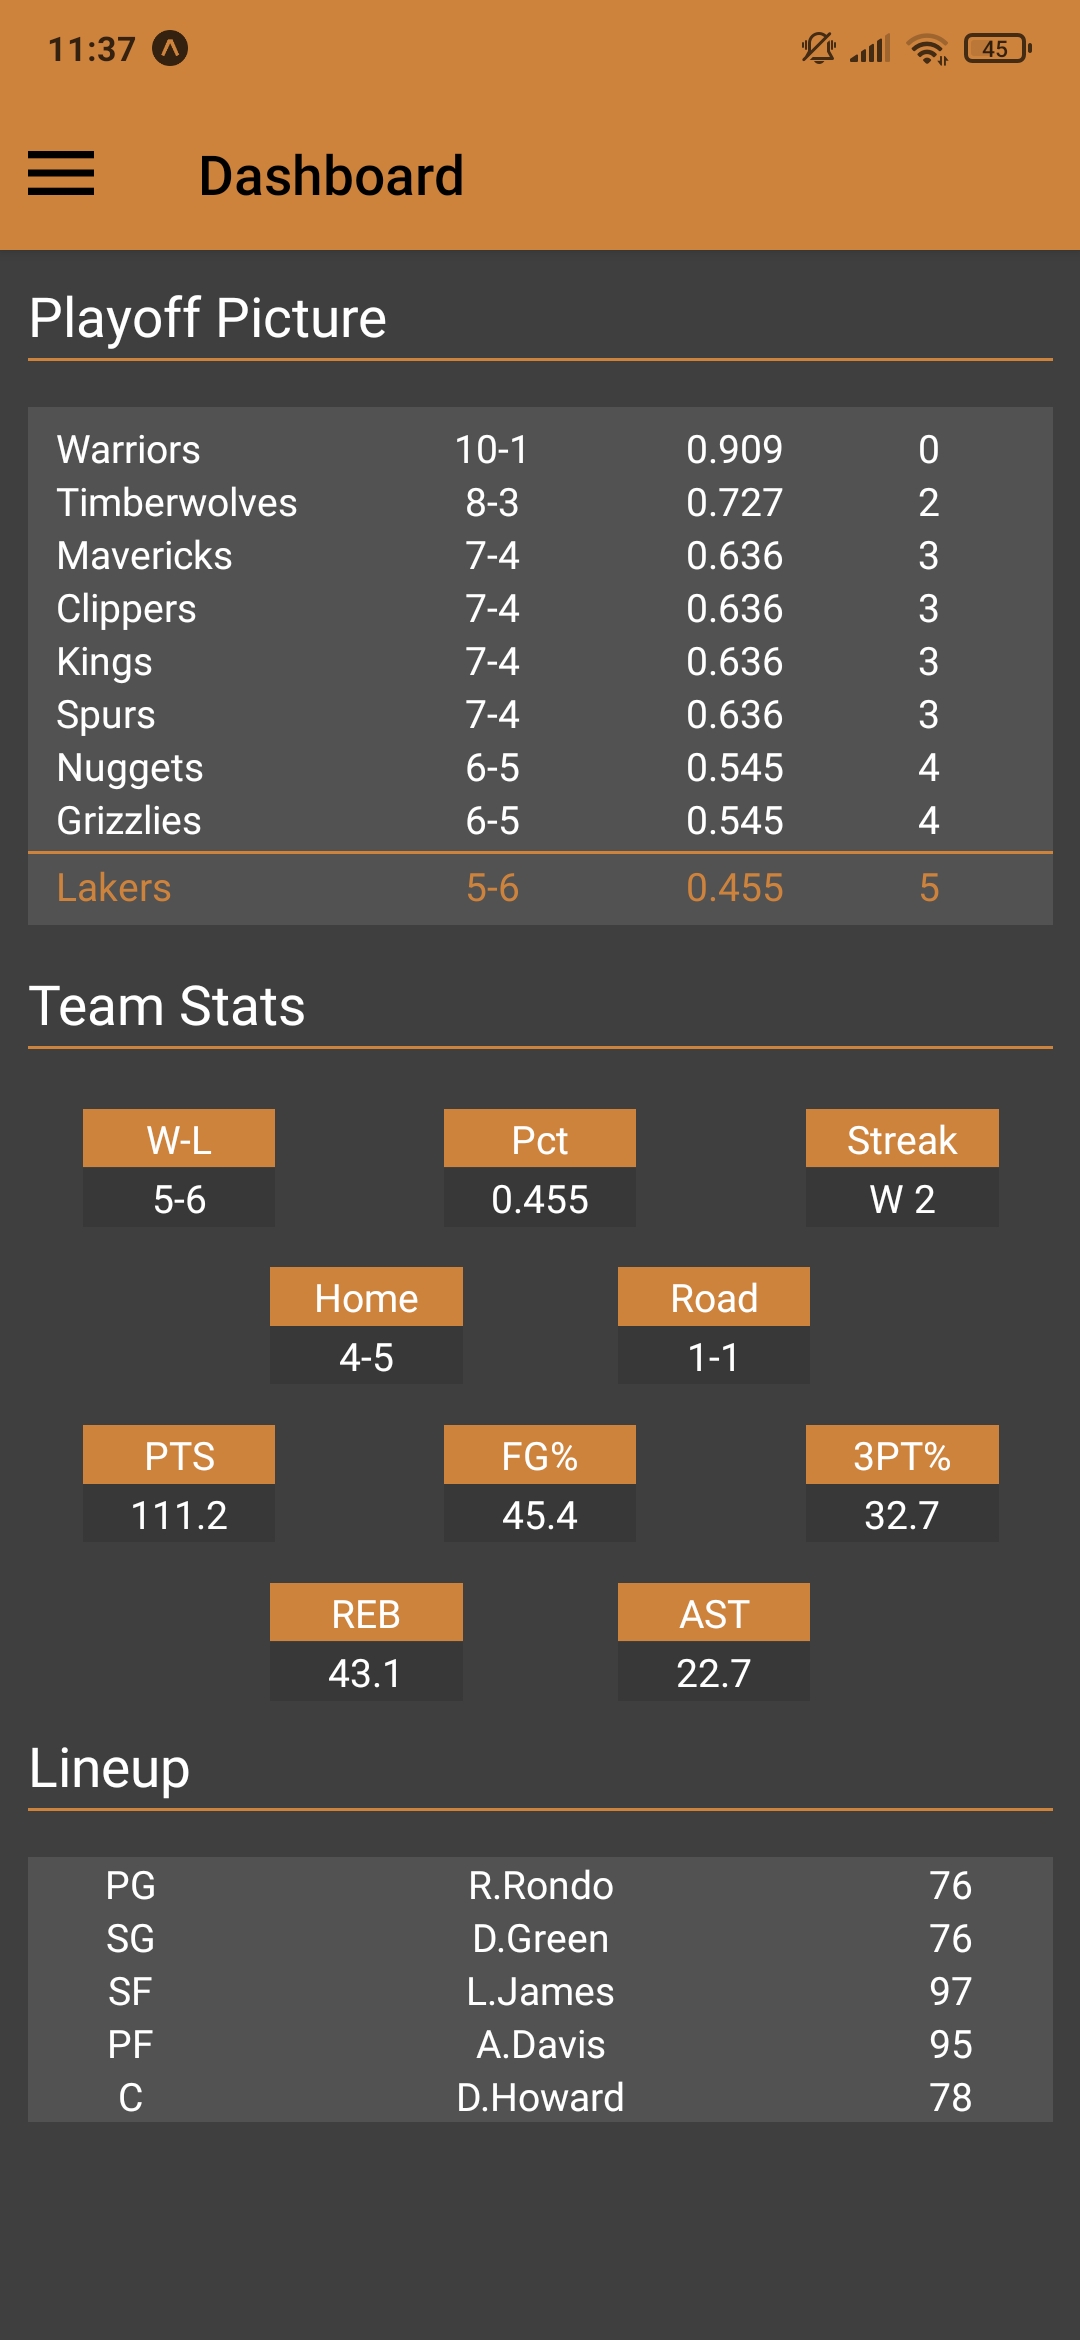 11:37 45
Dashboard
Playoff Picture
Warriors 10-1 0.909 0
Timberwolves 8-3 0.727 2
Mavericks 7-4 0.636 3
Clippers 7-4 0.636 3
Kings 7-4 0.636 3
Spurs 7-4 0.636 3
Nuggets 6-5 0.545 4
Grizzlies 6-5 0.545 4
Lakers 5-6 0.455 5
Team Stats
W-L Pct Streak
5-6 0.455 W 2
Home Road
4-5 1-1
PTS FG% 3PT%
111.2 45.4 32.7
REB AST
43.1 22.7
Lineup
PG R.Rondo 76
SG D.Green 76
SF L.James 97
PF A.Davis 95
C D.Howard 78